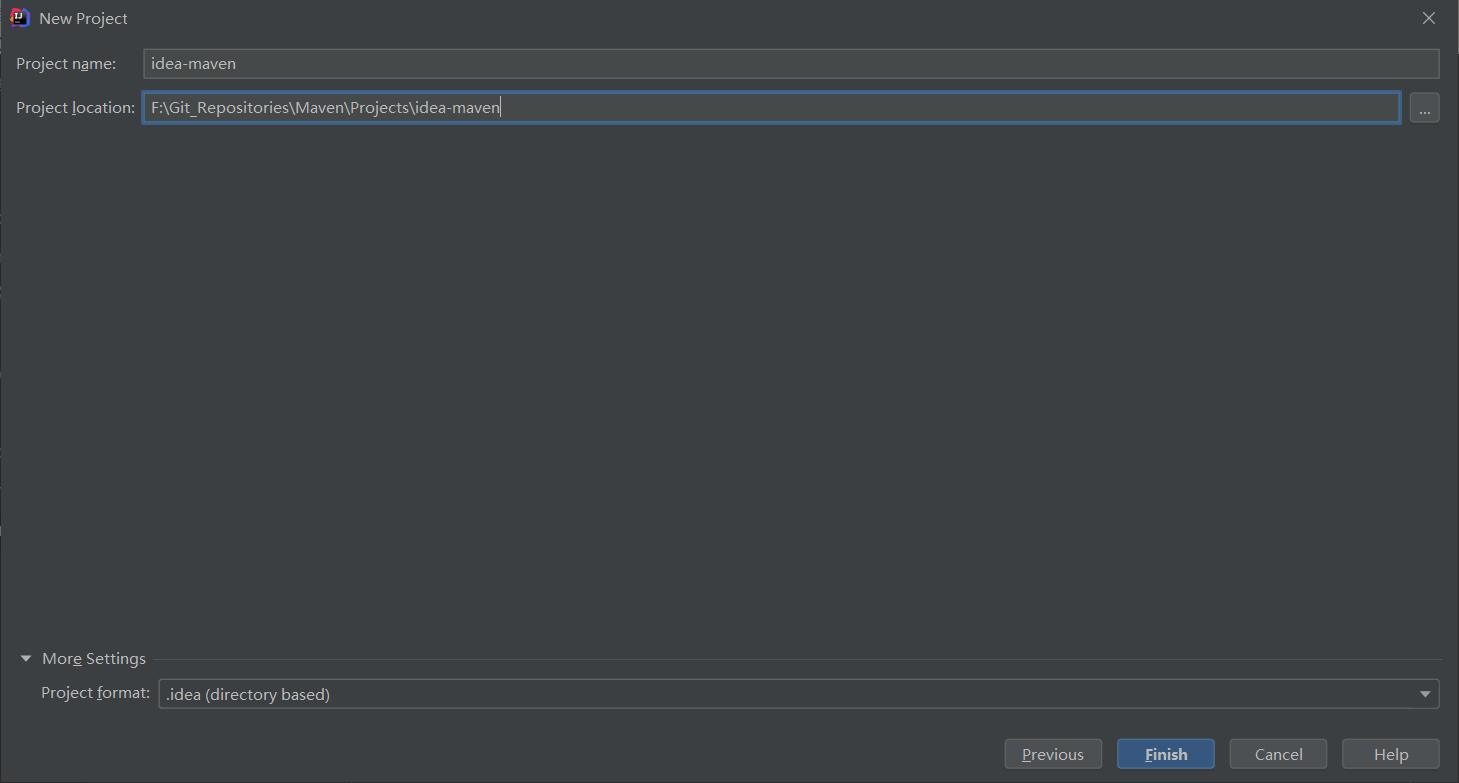 New Project
Project name: idea-maven
Project location: F:\Git_Repositories\Maven\Projects\idea-maven ...
More Settings
Project format: .idea (directory based)
Previous Finish Cancel Help